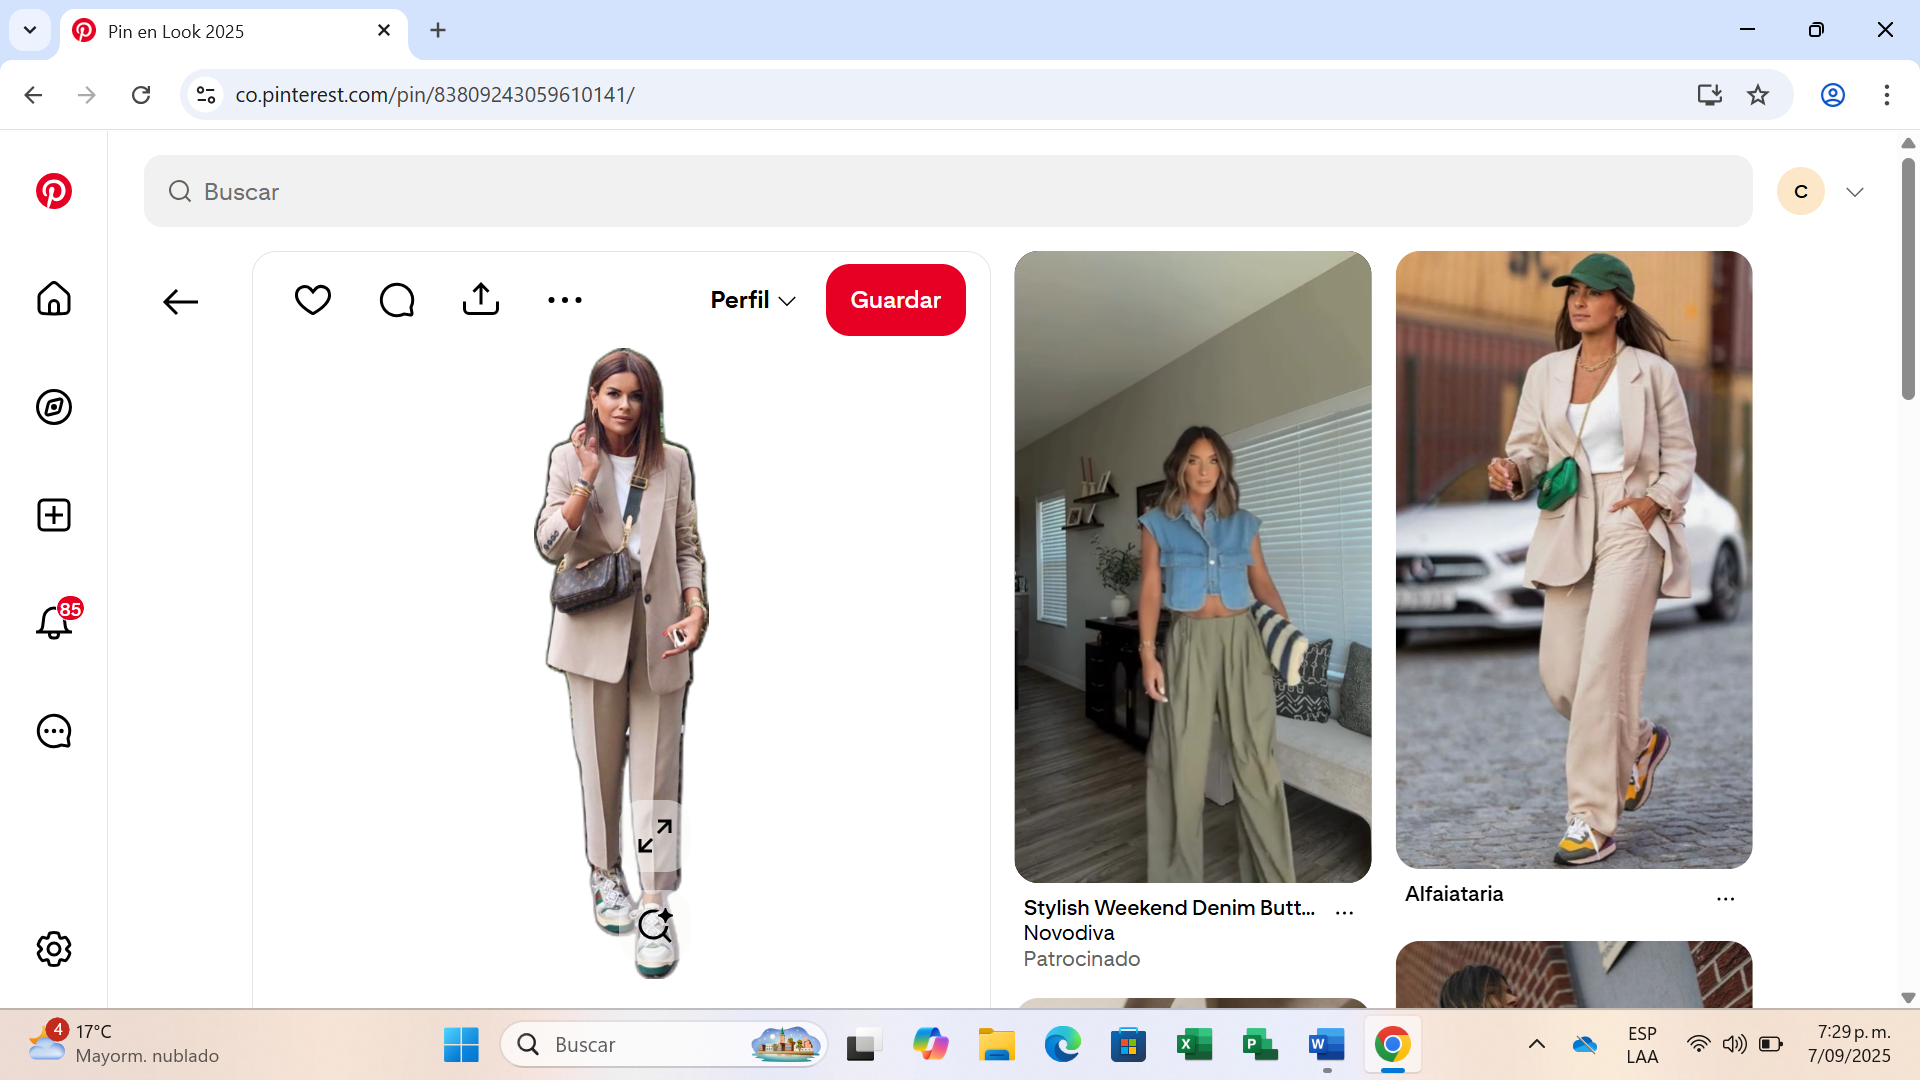 Pin en Look 2025
co.pinterest.com/pin/83809243059610141/
Buscar
C
Perfil
Guardar
85
Stylish Weekend Denim Butt...
Novodiva
Patrocinado
Alfaiataria
4
17°C
Mayorm. nublado
Buscar
ESP
LAA
7:29 p. m.
7/09/2025